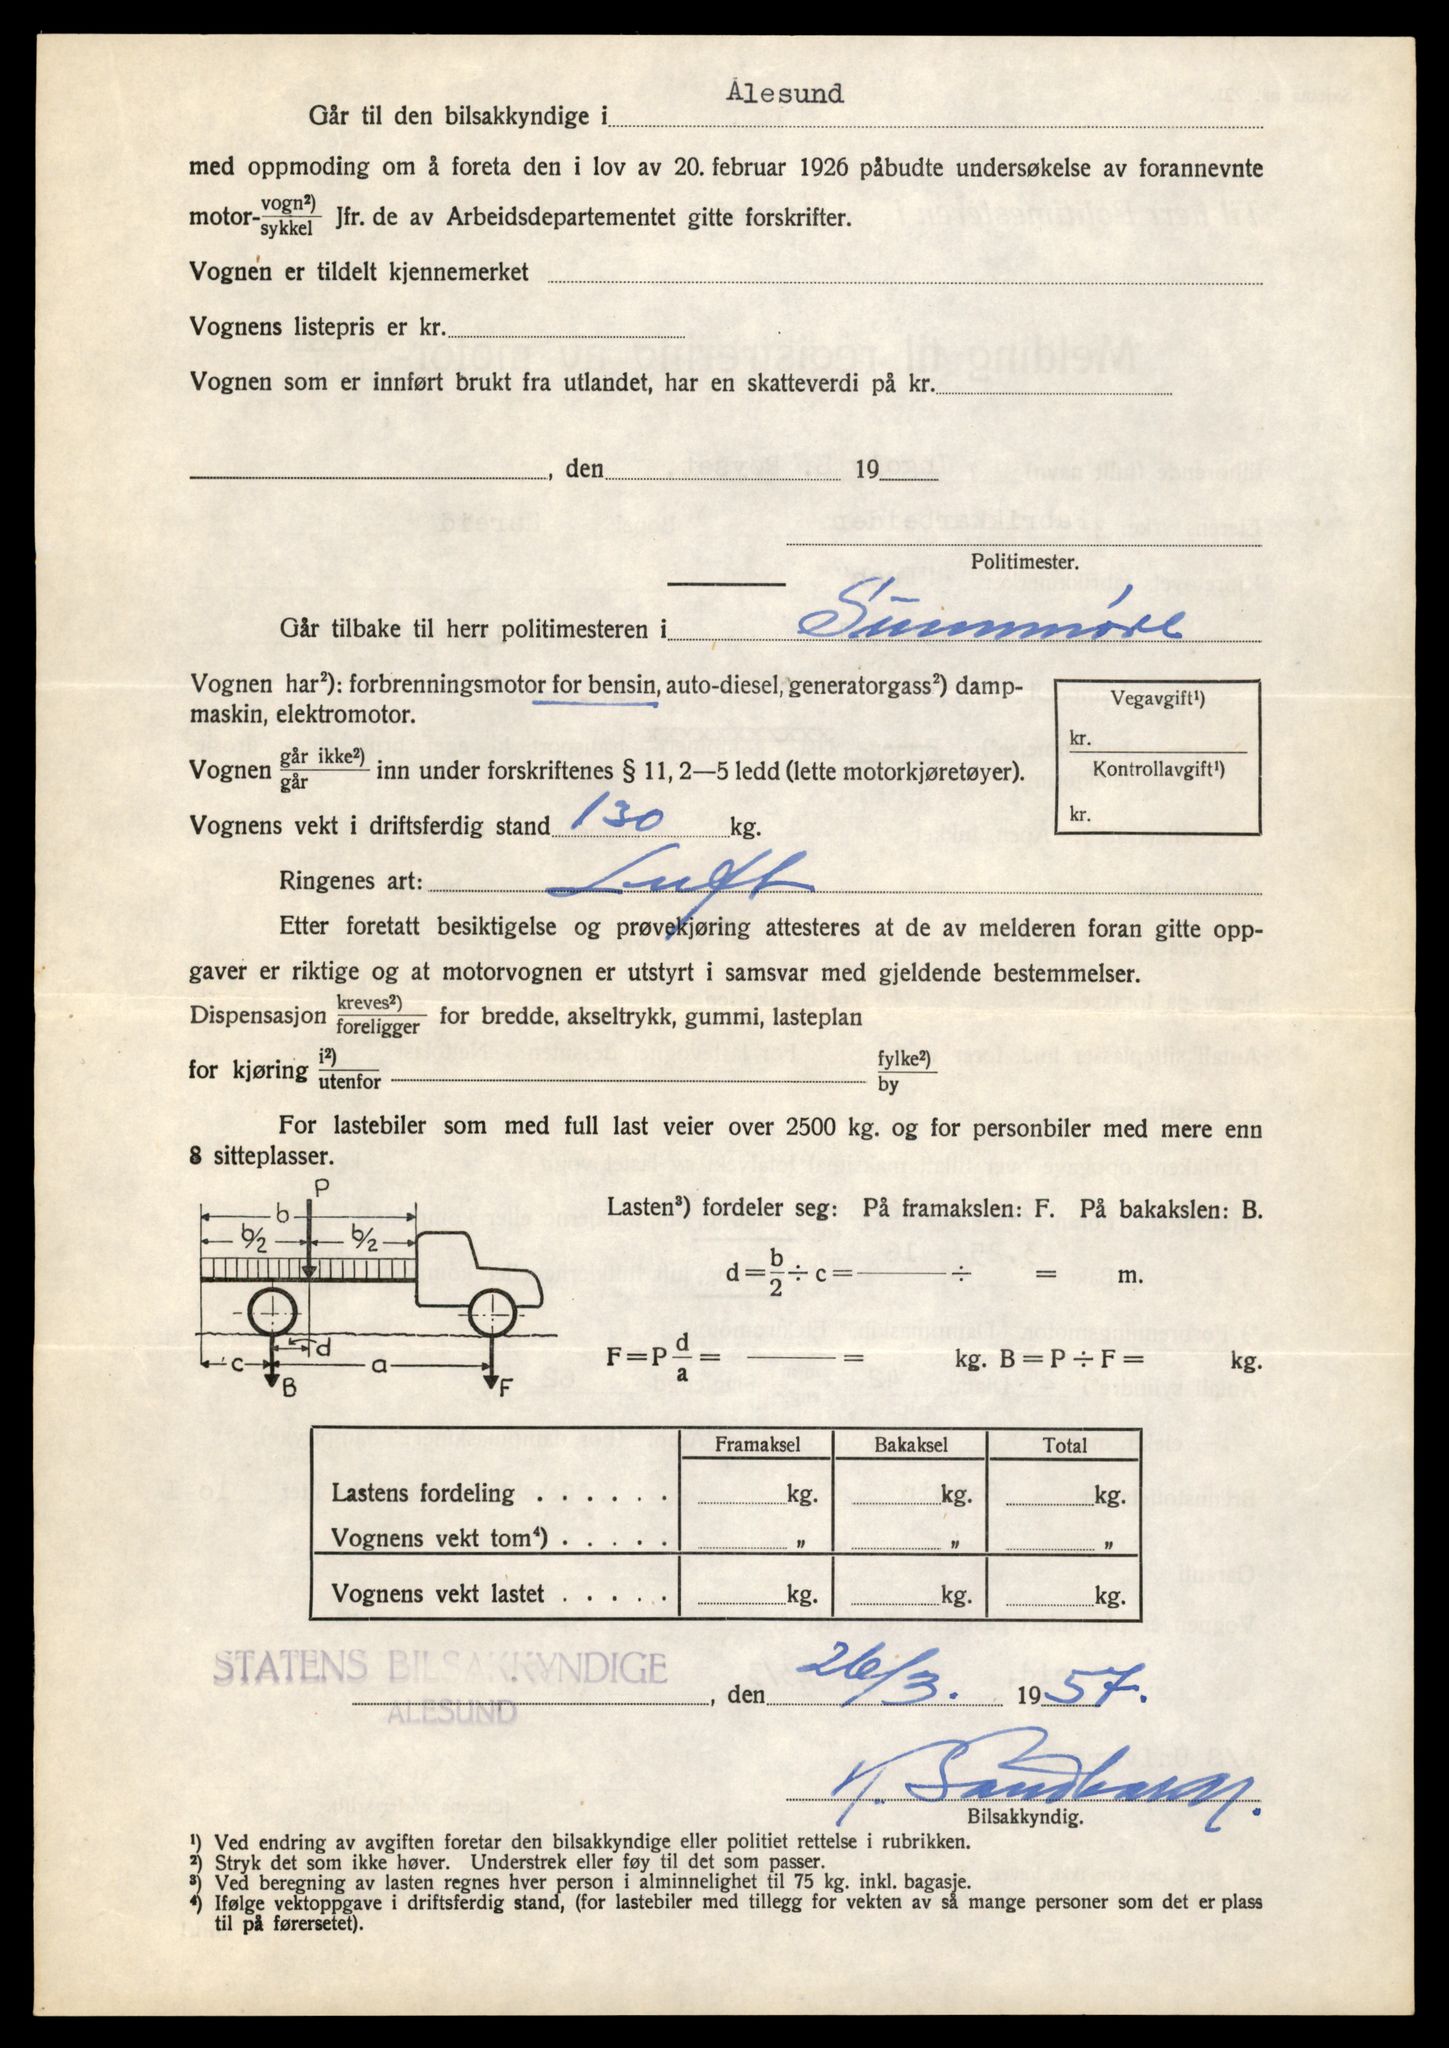 Ålesund
Går til den bilsakkyndige i
med oppmoding om å foreta den i lov av 20. februar 1926 påbudte undersøkelse av forannevnte
motor- vogn²) / sykkel Jfr. de av Arbeidsdepartementet gitte forskrifter.
Vognen er tildelt kjennemerket
Vognens listepris er kr.
Vognen som er innført brukt fra utlandet, har en skatteverdi på kr.
, den 19
Politimester.
Går tilbake til herr politimesteren i Sunnmøre
Vognen har²): forbrenningsmotor for bensin, auto-diesel, generatorgass²) damp-
maskin, elektromotor.
Vegavgift¹)
kr.
Kontrollavgift¹)
kr.
Vognen går ikke²) / går inn under forskriftenes § 11, 2—5 ledd (lette motorkjøretøyer).
Vognens vekt i driftsferdig stand 130 kg.
Ringenes art: Luft
Etter foretatt besiktigelse og prøvekjøring attesteres at de av melderen foran gitte opp-
gaver er riktige og at motorvognen er utstyrt i samsvar med gjeldende bestemmelser.
Dispensasjon kreves²) / foreligger for bredde, akseltrykk, gummi, lasteplan
for kjøring i²) / utenfor fylke²) / by
For lastebiler som med full last veier over 2500 kg. og for personbiler med mere enn
8 sitteplasser.
P
b
b/2 b/2
c d a
B F
Lasten³) fordeler seg: På framakslen: F. På bakakslen: B.
d = b/2 ÷ c = ÷ = m.
F = P d/a = = kg. B = P ÷ F = kg.
Framaksel Bakaksel Total
Lastens fordeling . . . . . . kg. kg. kg.
Vognens vekt tom⁴) . . . . . „ „ „
Vognens vekt lastet . . . . . kg. kg. kg.
STATENS BILSAKKYNDIGE
ÅLESUND
, den 26/3. 1957.
Bilsakkyndig.
¹) Ved endring av avgiften foretar den bilsakkyndige eller politiet rettelse i rubrikken.
²) Stryk det som ikke høver. Understrek eller føy til det som passer.
³) Ved beregning av lasten regnes hver person i alminnelighet til 75 kg. inkl. bagasje.
⁴) Ifølge vektoppgave i driftsferdig stand, (for lastebiler med tillegg for vekten av så mange personer som det er plass
til på førersetet).